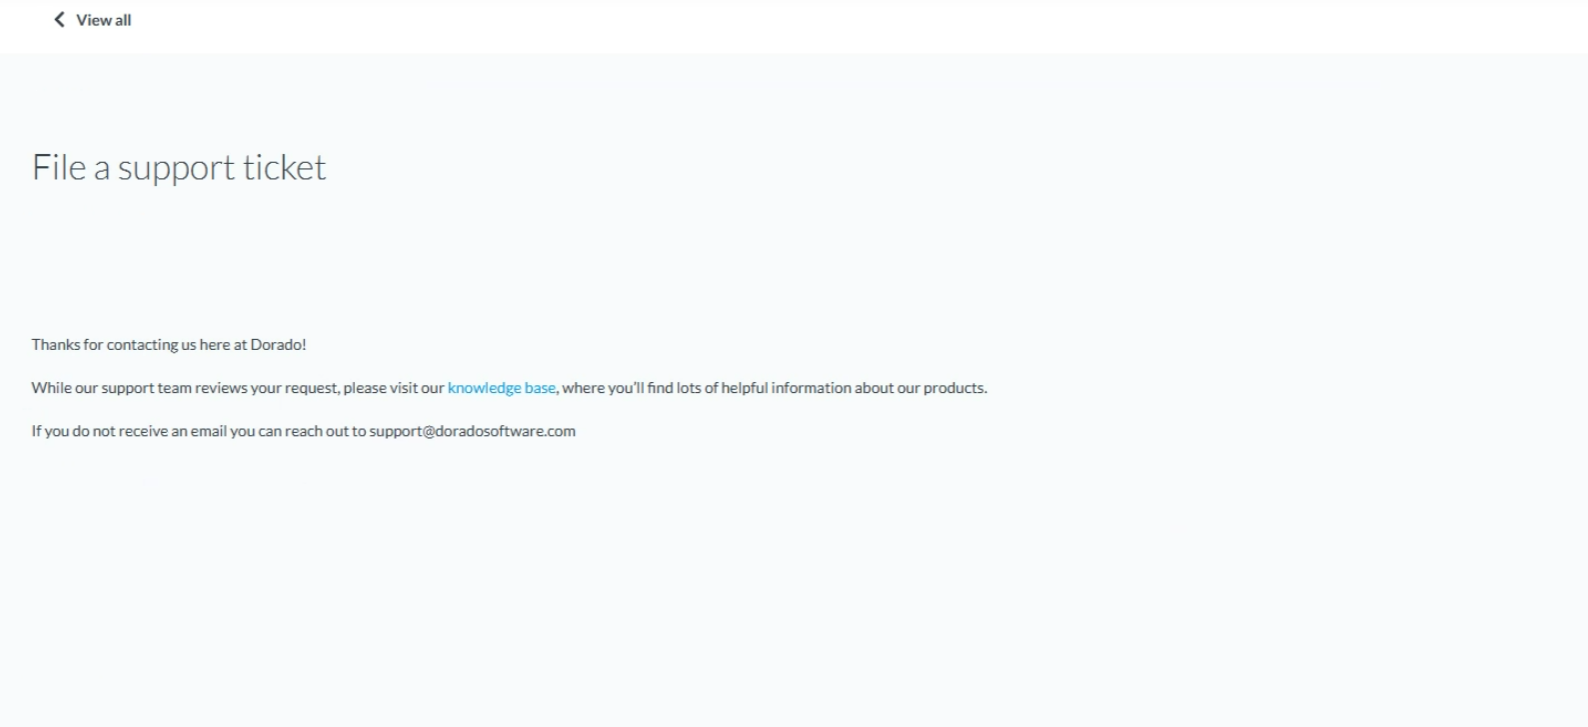 View all
File a support ticket
Thanks for contacting us here at Dorado!
While our support team reviews your request, please visit our knowledge base, where you'll find lots of helpful information about our products.
If you do not receive an email you can reach out to support@doradosoftware.com